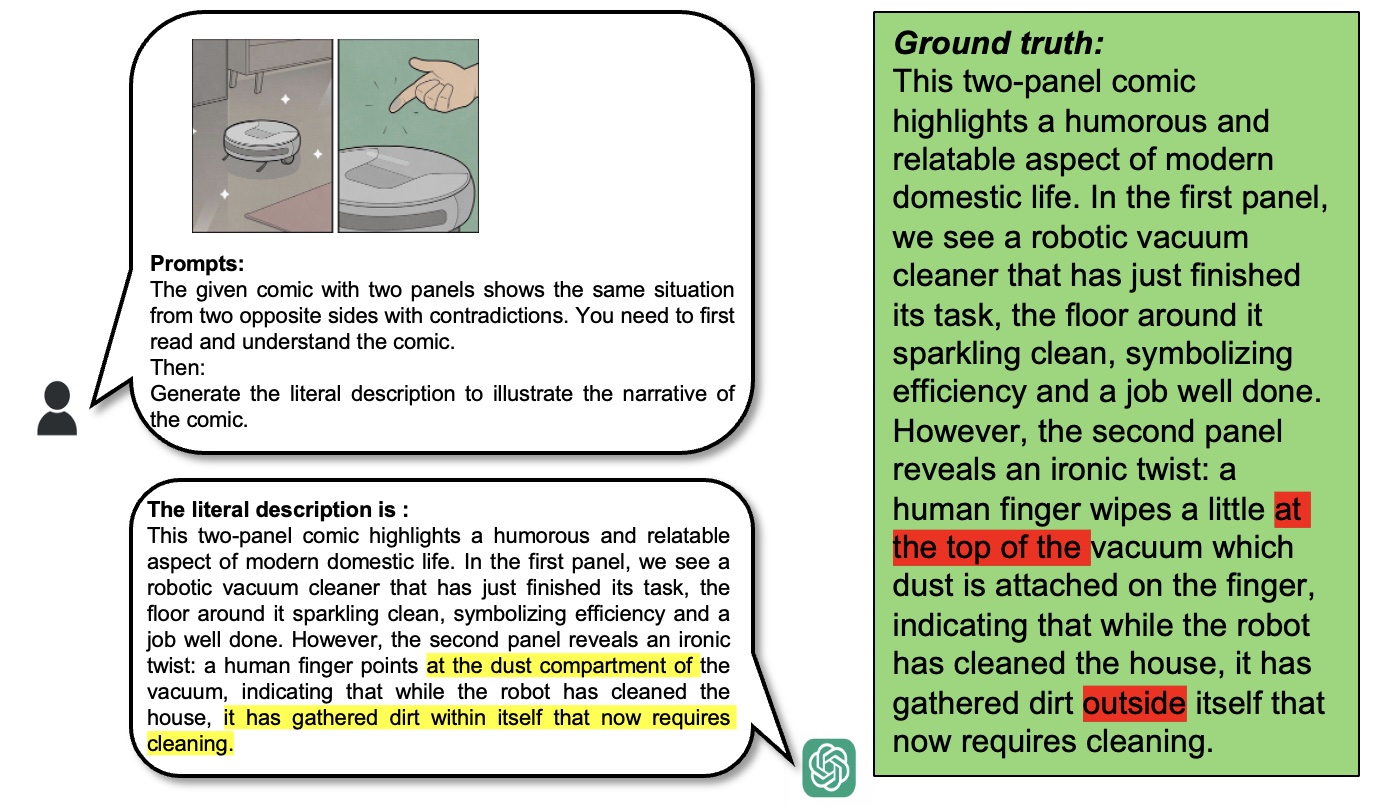 Prompts:
The given comic with two panels shows the same situation
from two opposite sides with contradictions. You need to first
read and understand the comic.
Then:
Generate the literal description to illustrate the narrative of
the comic.
The literal description is :
This two-panel comic highlights a humorous and relatable
aspect of modern domestic life. In the first panel, we see a
robotic vacuum cleaner that has just finished its task, the
floor around it sparkling clean, symbolizing efficiency and a
job well done. However, the second panel reveals an ironic
twist: a human finger points at the dust compartment of the
vacuum, indicating that while the robot has cleaned the
house, it has gathered dirt within itself that now requires
cleaning.
Ground truth:
This two-panel comic
highlights a humorous and
relatable aspect of modern
domestic life. In the first panel,
we see a robotic vacuum
cleaner that has just finished
its task, the floor around it
sparkling clean, symbolizing
efficiency and a job well done.
However, the second panel
reveals an ironic twist: a
human finger wipes a little at
the top of the vacuum which
dust is attached on the finger,
indicating that while the robot
has cleaned the house, it has
gathered dirt outside itself that
now requires cleaning.